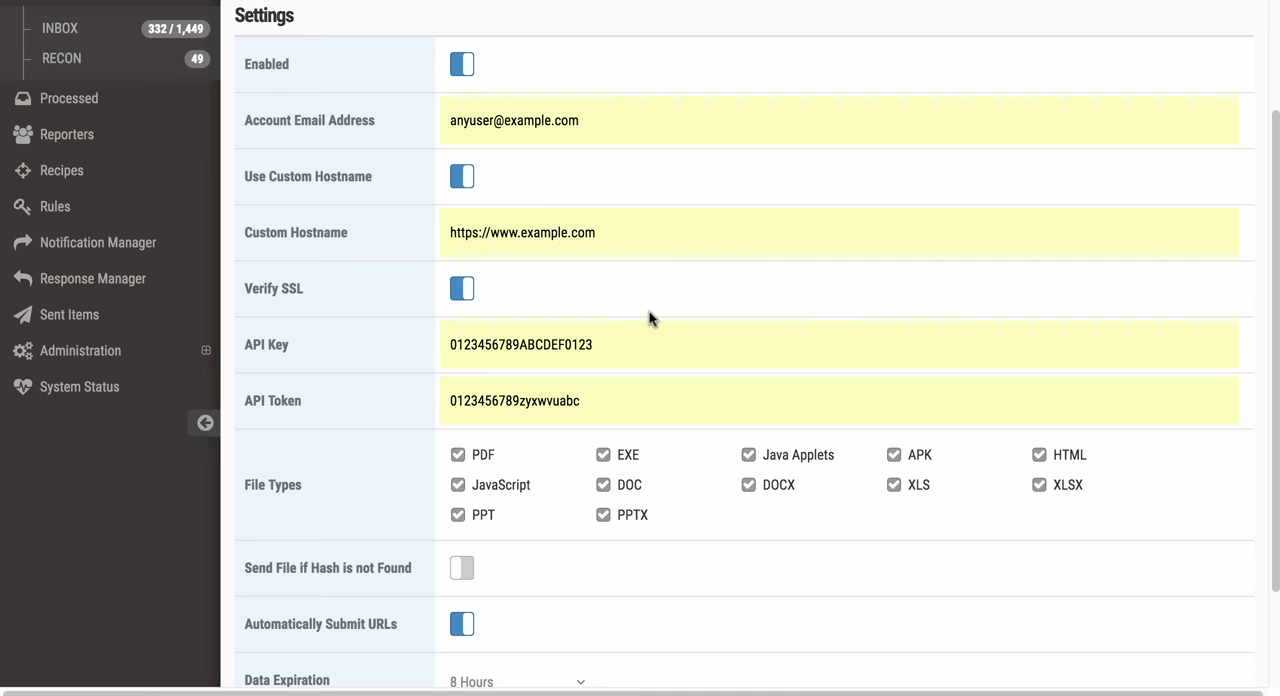 INBOX 332 / 1,449
RECON 49
Processed
Reporters
Recipes
Rules
Notification Manager
Response Manager
Sent Items
Administration
System Status
Settings
Enabled
Account Email Address anyuser@example.com
Use Custom Hostname
Custom Hostname https://www.example.com
Verify SSL
API Key 0123456789ABCDEF0123
API Token 0123456789zyxwvuabc
File Types
PDF EXE Java Applets APK HTML
JavaScript DOC DOCX XLS XLSX
PPT PPTX
Send File if Hash is not Found
Automatically Submit URLs
Data Expiration 8 Hours